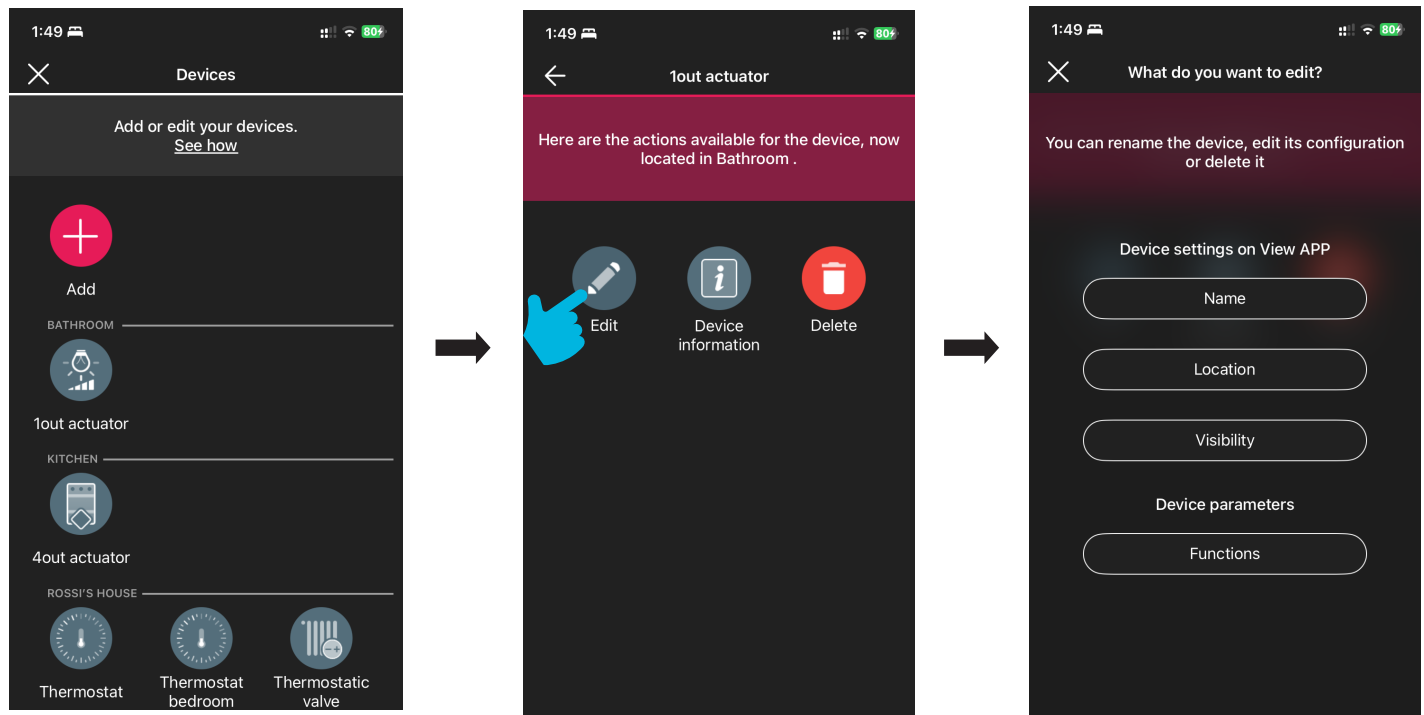 1:49
80
Devices
Add or edit your devices.
See how
Add
BATHROOM
1out actuator
KITCHEN
4out actuator
ROSSI'S HOUSE
Thermostat
Thermostat
bedroom
Thermostatic
valve
1:49
80
1out actuator
Here are the actions available for the device, now
located in Bathroom .
Edit
Device
information
Delete
1:49
80
What do you want to edit?
You can rename the device, edit its configuration
or delete it
Device settings on View APP
Name
Location
Visibility
Device parameters
Functions